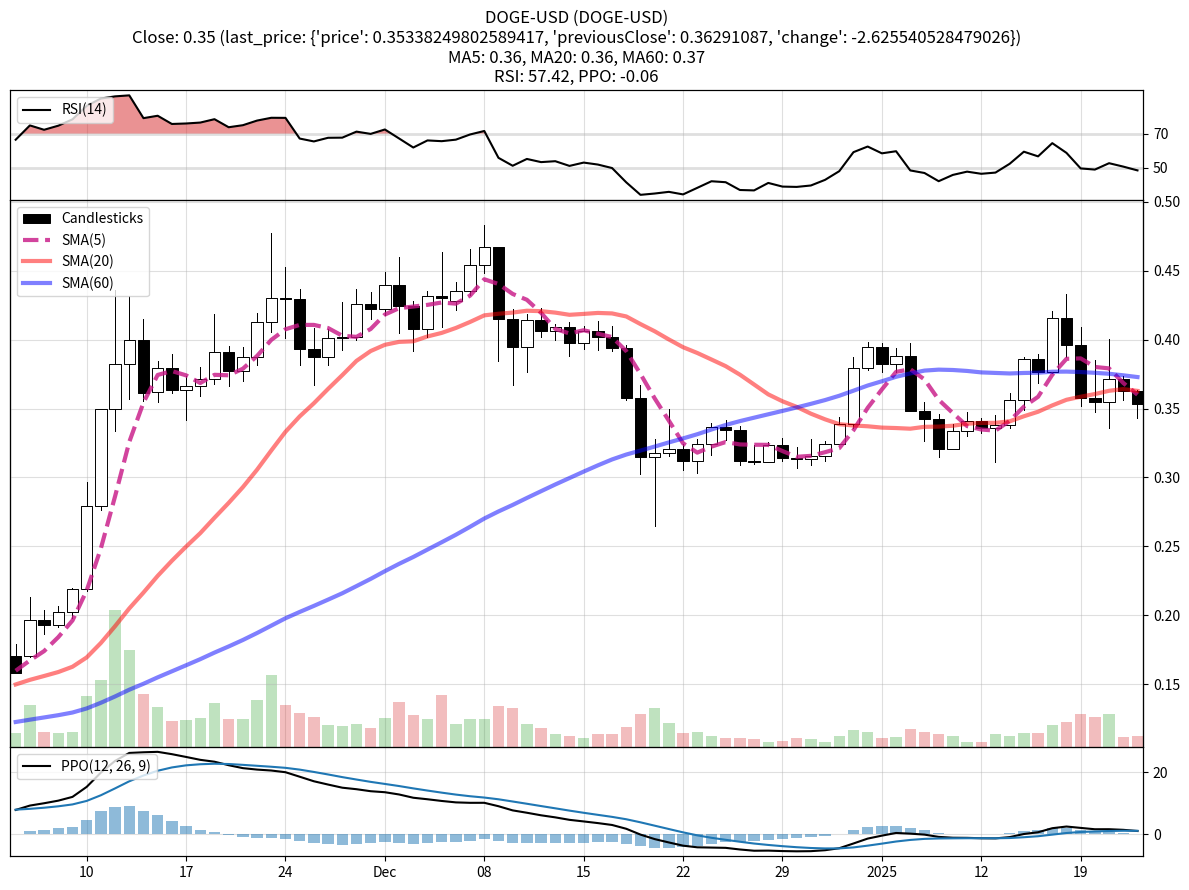 DOGE-USD (DOGE-USD)
Close: 0.35 (last_price: {'price': 0.35338249802589417, 'previousClose': 0.36291087, 'change': -2.625540528479026})
MA5: 0.36, MA20: 0.36, MA60: 0.37
RSI: 57.42, PPO: -0.06
RSI(14)
70
50
Candlesticks
SMA(5)
SMA(20)
SMA(60)
0.50
0.45
0.40
0.35
0.30
0.25
0.20
0.15
PPO(12, 26, 9)
20
0
10 17 24 Dec 08 15 22 29 2025 12 19